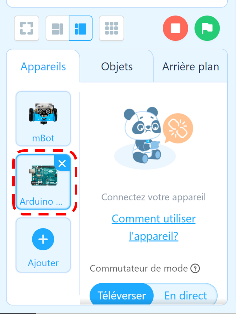 Appareils Objets Arrière plan
mBot
Arduino ...
Ajouter
Connectez votre appareil
Comment utiliser
l'appareil?
Commutateur de mode ?
Téléverser En direct